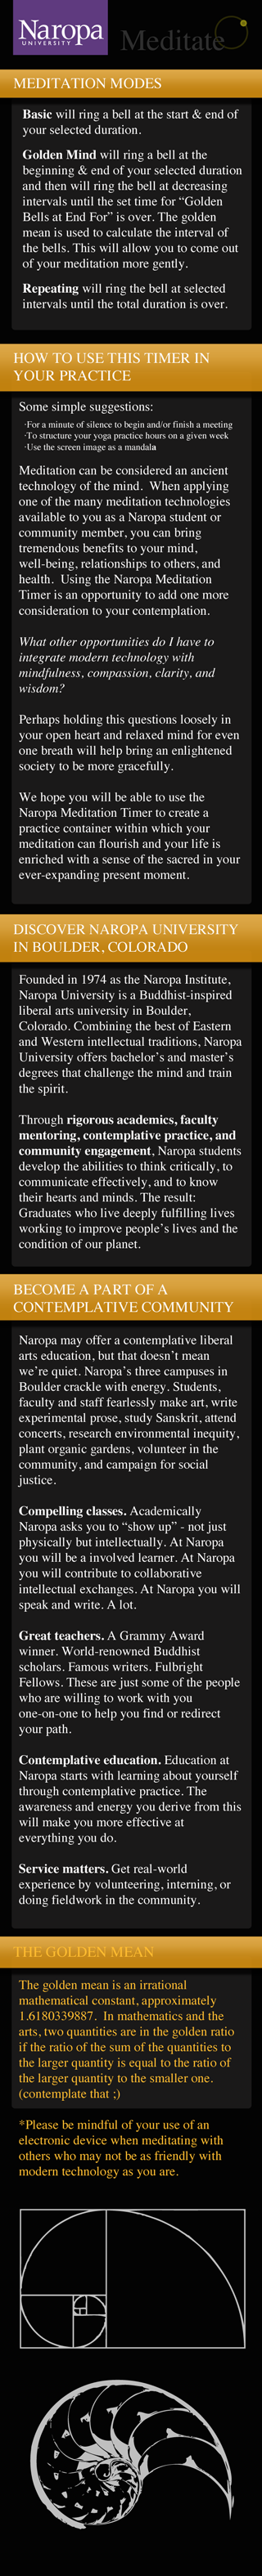 Naropa
UNIVERSITY
Meditate
MEDITATION MODES
Basic will ring a bell at the start & end of
your selected duration.
Golden Mind will ring a bell at the
beginning & end of your selected duration
and then will ring the bell at decreasing
intervals until the set time for “Golden
Bells at End For” is over. The golden
mean is used to calculate the interval of
the bells. This will allow you to come out
of your meditation more gently.
Repeating will ring the bell at selected
intervals until the total duration is over.
HOW TO USE THIS TIMER IN
YOUR PRACTICE
Some simple suggestions:
·For a minute of silence to begin and/or finish a meeting
·To structure your yoga practice hours on a given week
·Use the screen image as a mandala
Meditation can be considered an ancient
technology of the mind. When applying
one of the many meditation technologies
available to you as a Naropa student or
community member, you can bring
tremendous benefits to your mind,
well-being, relationships to others, and
health. Using the Naropa Meditation
Timer is an opportunity to add one more
consideration to your contemplation.
What other opportunities do I have to
integrate modern technology with
mindfulness, compassion, clarity, and
wisdom?
Perhaps holding this questions loosely in
your open heart and relaxed mind for even
one breath will help bring an enlightened
society to be more gracefully.
We hope you will be able to use the
Naropa Meditation Timer to create a
practice container within which your
meditation can flourish and your life is
enriched with a sense of the sacred in your
ever-expanding present moment.
DISCOVER NAROPA UNIVERSITY
IN BOULDER, COLORADO
Founded in 1974 as the Naropa Institute,
Naropa University is a Buddhist-inspired
liberal arts university in Boulder,
Colorado. Combining the best of Eastern
and Western intellectual traditions, Naropa
University offers bachelor’s and master’s
degrees that challenge the mind and train
the spirit.
Through rigorous academics, faculty
mentoring, contemplative practice, and
community engagement, Naropa students
develop the abilities to think critically, to
communicate effectively, and to know
their hearts and minds. The result:
Graduates who live deeply fulfilling lives
working to improve people’s lives and the
condition of our planet.
BECOME A PART OF A
CONTEMPLATIVE COMMUNITY
Naropa may offer a contemplative liberal
arts education, but that doesn’t mean
we’re quiet. Naropa’s three campuses in
Boulder crackle with energy. Students,
faculty and staff fearlessly make art, write
experimental prose, study Sanskrit, attend
concerts, research environmental inequity,
plant organic gardens, volunteer in the
community, and campaign for social
justice.
Compelling classes. Academically
Naropa asks you to “show up” - not just
physically but intellectually. At Naropa
you will be a involved learner. At Naropa
you will contribute to collaborative
intellectual exchanges. At Naropa you will
speak and write. A lot.
Great teachers. A Grammy Award
winner. World-renowned Buddhist
scholars. Famous writers. Fulbright
Fellows. These are just some of the people
who are willing to work with you
one-on-one to help you find or redirect
your path.
Contemplative education. Education at
Naropa starts with learning about yourself
through contemplative practice. The
awareness and energy you derive from this
will make you more effective at
everything you do.
Service matters. Get real-world
experience by volunteering, interning, or
doing fieldwork in the community.
THE GOLDEN MEAN
The golden mean is an irrational
mathematical constant, approximately
1.6180339887. In mathematics and the
arts, two quantities are in the golden ratio
if the ratio of the sum of the quantities to
the larger quantity is equal to the ratio of
the larger quantity to the smaller one.
(contemplate that ;)
*Please be mindful of your use of an
electronic device when meditating with
others who may not be as friendly with
modern technology as you are.